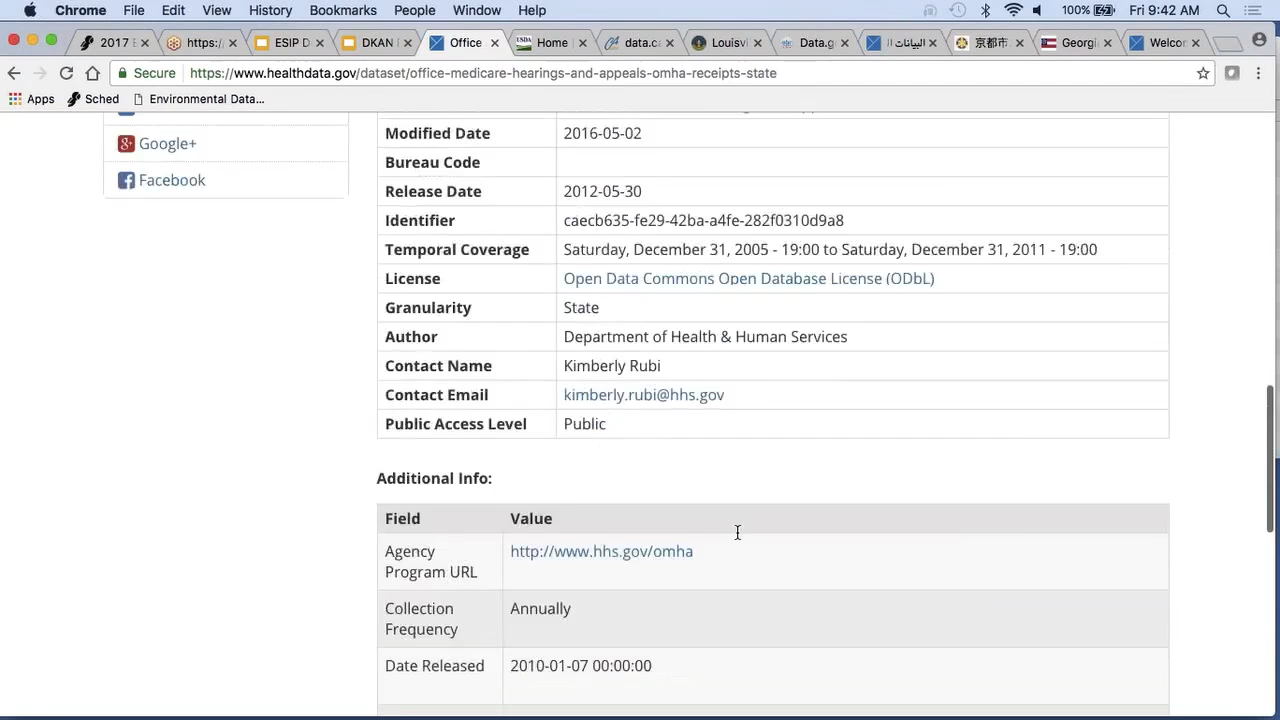 Chrome File Edit View History Bookmarks People Window Help 100% Fri 9:42 AM
2017 E https: ESIP D DKAN Office Home data.c Louisvi Data.g البيانات 京都市 Georgi Welco
Secure https://www.healthdata.gov/dataset/office-medicare-hearings-and-appeals-omha-receipts-state
Apps Sched Environmental Data...
Google+
Facebook
Modified Date 2016-05-02
Bureau Code
Release Date 2012-05-30
Identifier caecb635-fe29-42ba-a4fe-282f0310d9a8
Temporal Coverage Saturday, December 31, 2005 - 19:00 to Saturday, December 31, 2011 - 19:00
License Open Data Commons Open Database License (ODbL)
Granularity State
Author Department of Health & Human Services
Contact Name Kimberly Rubi
Contact Email kimberly.rubi@hhs.gov
Public Access Level Public
Additional Info:
Field Value
Agency
Program URL http://www.hhs.gov/omha
Collection
Frequency Annually
Date Released 2010-01-07 00:00:00